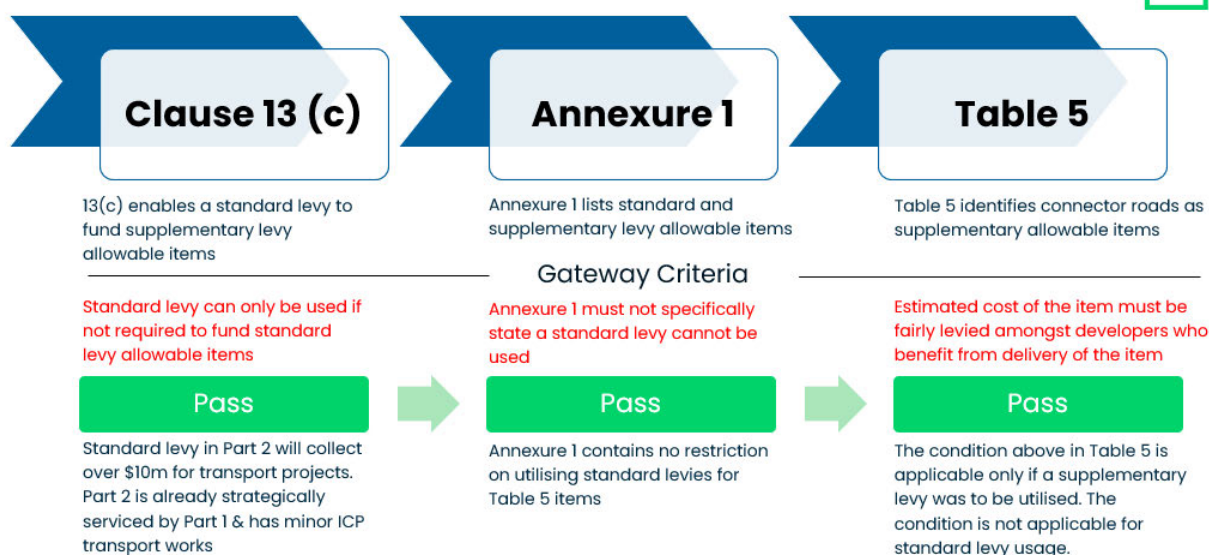 Clause 13 (c)
Annexure 1
Table 5
13(c) enables a standard levy to
fund supplementary levy
allowable items
Annexure 1 lists standard and
supplementary levy allowable items
Table 5 identifies connector roads as
supplementary allowable items
Gateway Criteria
Standard levy can only be used if
not required to fund standard
levy allowable items
Annexure 1 must not specifically
state a standard levy cannot be
used
Estimated cost of the item must be
fairly levied amongst developers who
benefit from delivery of the item
Pass
Pass
Pass
Standard levy in Part 2 will collect
over $10m for transport projects.
Part 2 is already strategically
serviced by Part 1 & has minor ICP
transport works
Annexure 1 contains no restriction
on utilising standard levies for
Table 5 items
The condition above in Table 5 is
applicable only if a supplementary
levy was to be utilised. The
condition is not applicable for
standard levy usage.